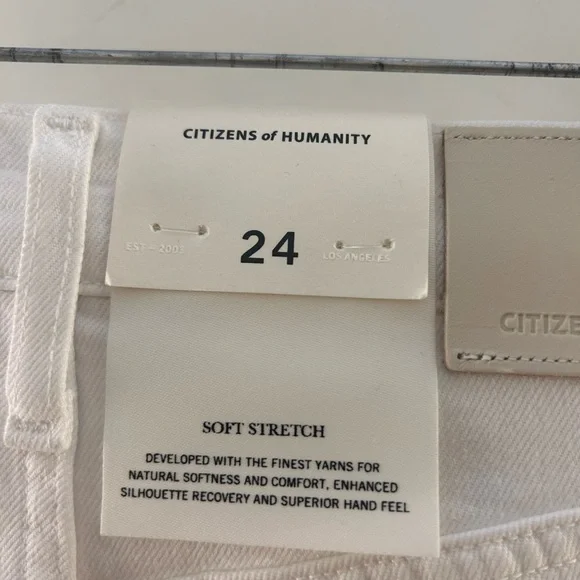 CITIZENS of HUMANITY
EST — 2003
24
LOS ANGELES
CITIZE
SOFT STRETCH
DEVELOPED WITH THE FINEST YARNS FOR
NATURAL SOFTNESS AND COMFORT, ENHANCED
SILHOUETTE RECOVERY AND SUPERIOR HAND FEEL